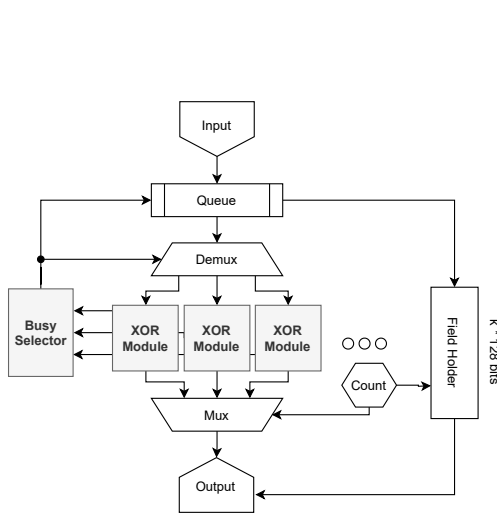 Input
Queue
Demux
Busy
Selector
XOR
Module
XOR
Module
XOR
Module
Field Holder
k * 128 bits
Count
Mux
Output